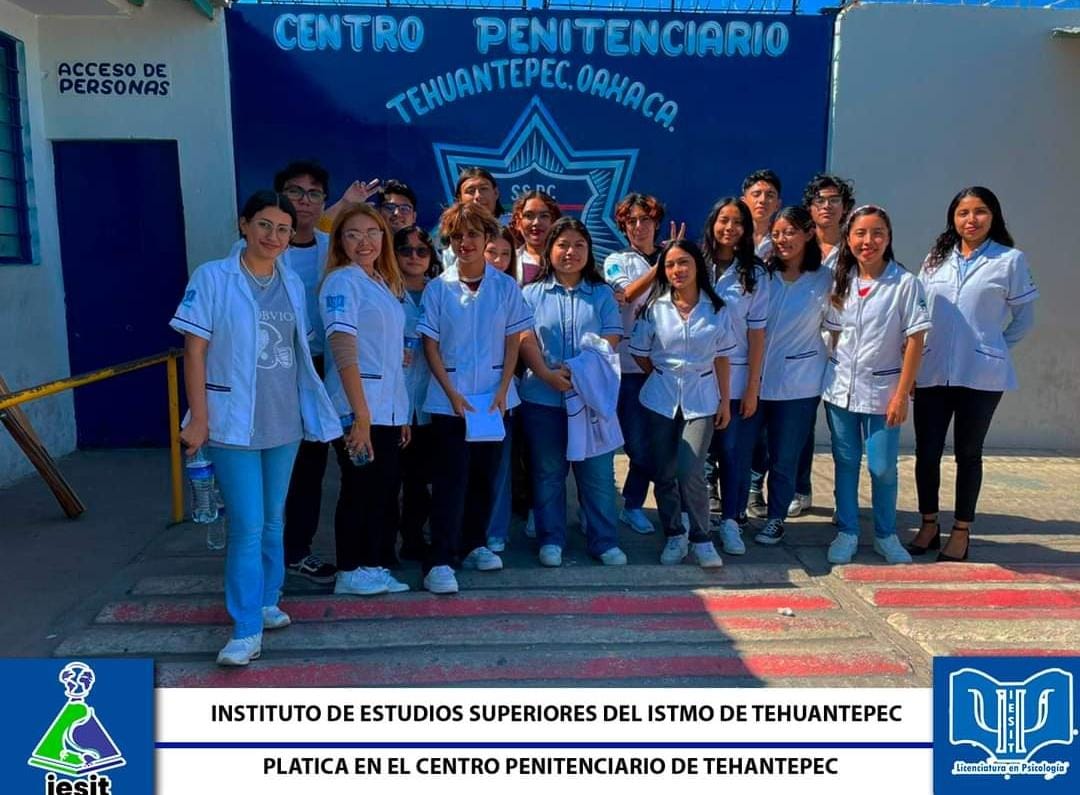 CENTRO PENITENCIARIO
TEHUANTEPEC, OAXACA.
ACCESO DE
PERSONAS
OBVIO
INSTITUTO DE ESTUDIOS SUPERIORES DEL ISTMO DE TEHUANTEPEC
PLATICA EN EL CENTRO PENITENCIARIO DE TEHANTEPEC
iesit
IESIT
Licenciatura en Psicología